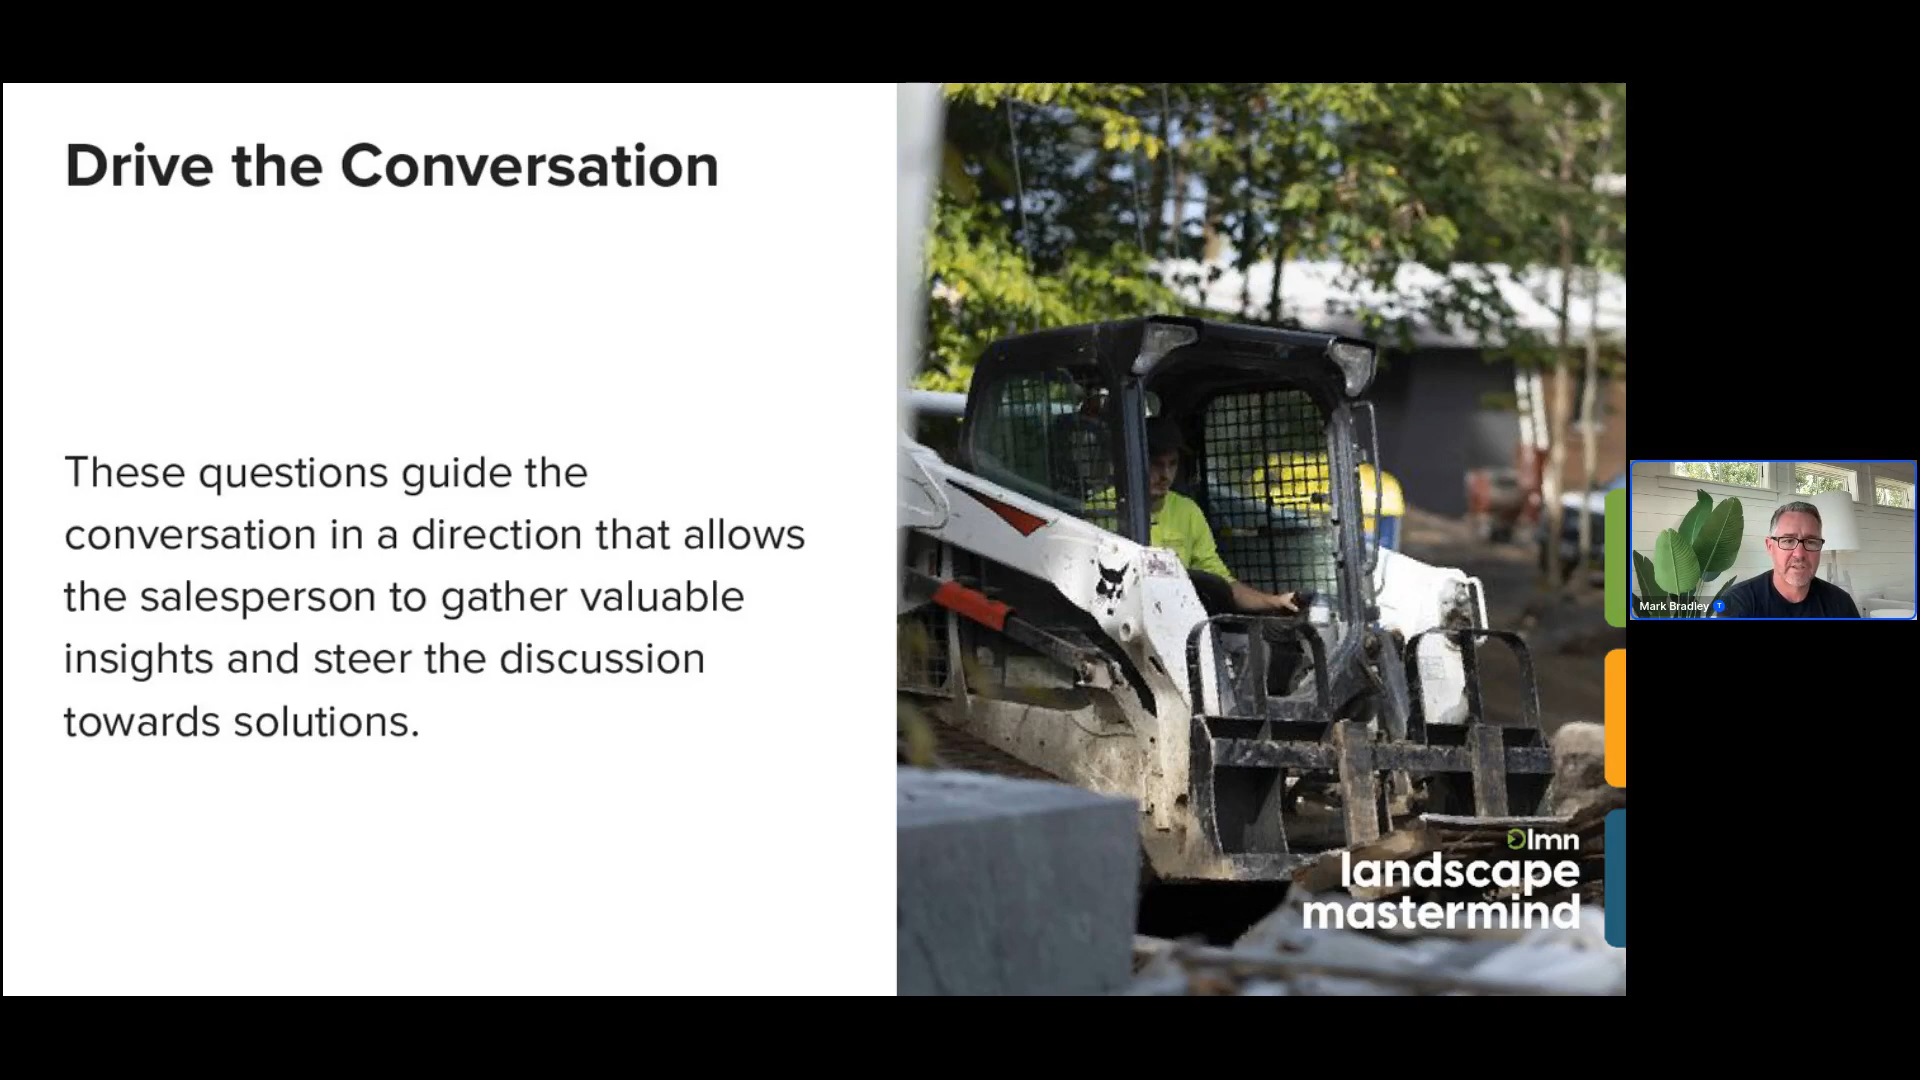 Drive the Conversation
These questions guide the
conversation in a direction that allows
the salesperson to gather valuable
insights and steer the discussion
towards solutions.
lmn
landscape
mastermind
Mark Bradley
T